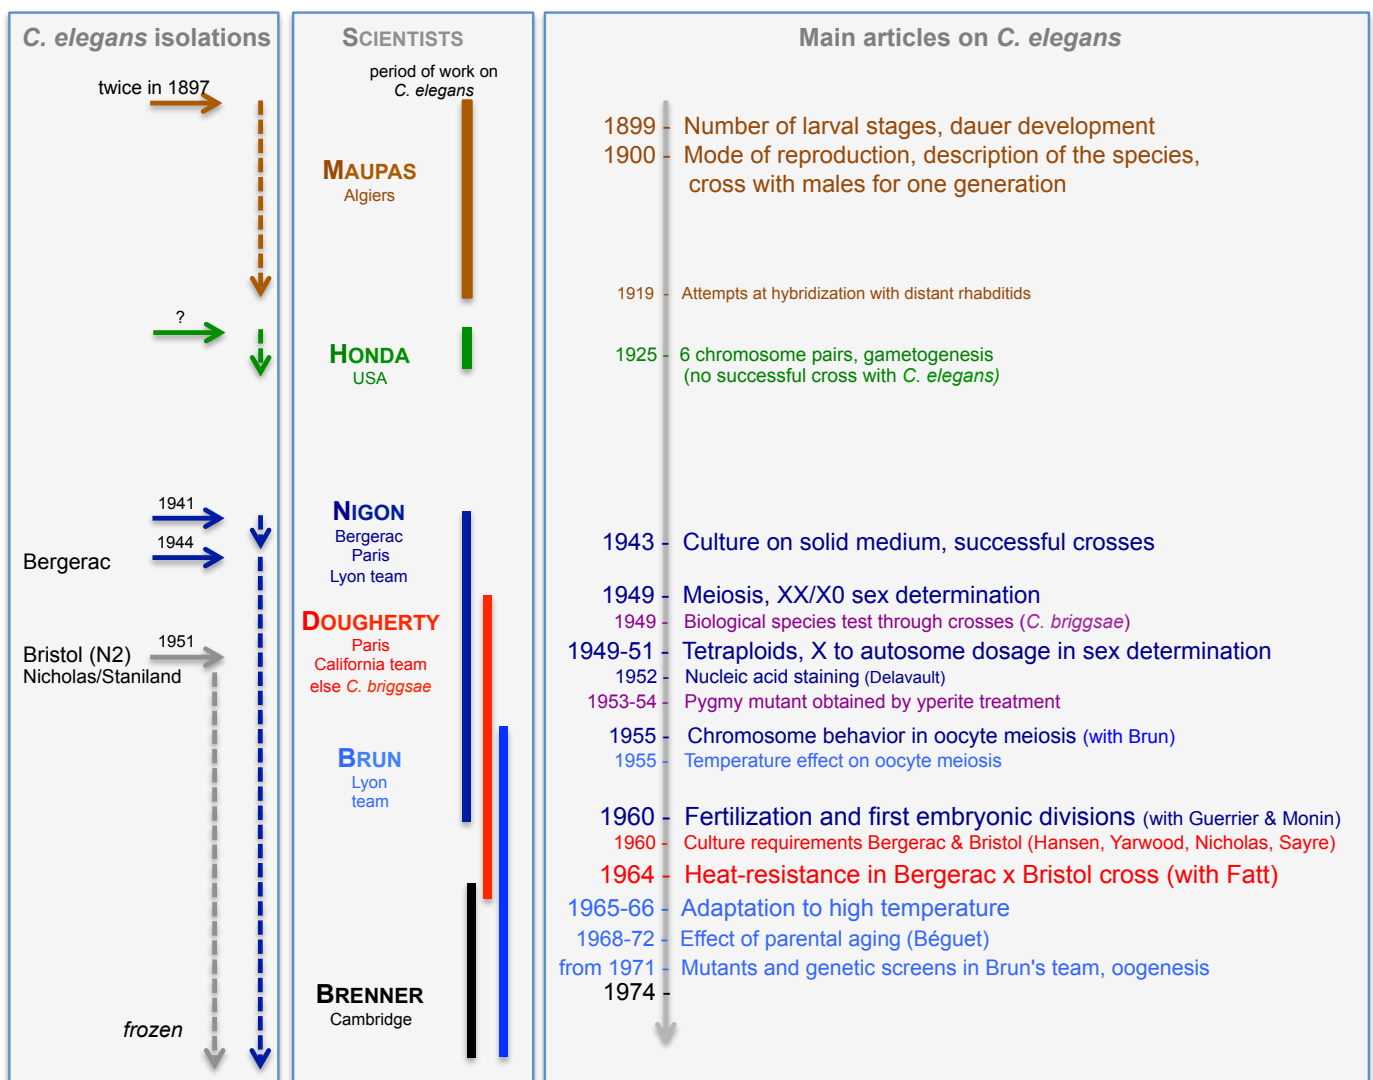 C. elegans isolations
twice in 1897
?
1941
1944
Bergerac
1951
Bristol (N2)
Nicholas/Staniland
frozen
SCIENTISTS
period of work on
C. elegans
MAUPAS
Algiers
HONDA
USA
NIGON
Bergerac
Paris
Lyon team
DOUGHERTY
Paris
California team
else C. briggsae
BRUN
Lyon
team
BRENNER
Cambridge
Main articles on C. elegans
1899 - Number of larval stages, dauer development
1900 - Mode of reproduction, description of the species,
cross with males for one generation
1919 - Attempts at hybridization with distant rhabditids
1925 - 6 chromosome pairs, gametogenesis
(no successful cross with C. elegans)
1943 - Culture on solid medium, successful crosses
1949 - Meiosis, XX/X0 sex determination
1949 - Biological species test through crosses (C. briggsae)
1949-51 - Tetraploids, X to autosome dosage in sex determination
1952 - Nucleic acid staining (Delavault)
1953-54 - Pygmy mutant obtained by yperite treatment
1955 - Chromosome behavior in oocyte meiosis (with Brun)
1955 - Temperature effect on oocyte meiosis
1960 - Fertilization and first embryonic divisions (with Guerrier & Monin)
1960 - Culture requirements Bergerac & Bristol (Hansen, Yarwood, Nicholas, Sayre)
1964 - Heat-resistance in Bergerac x Bristol cross (with Fatt)
1965-66 - Adaptation to high temperature
1968-72 - Effect of parental aging (Béguet)
from 1971 - Mutants and genetic screens in Brun's team, oogenesis
1974 -